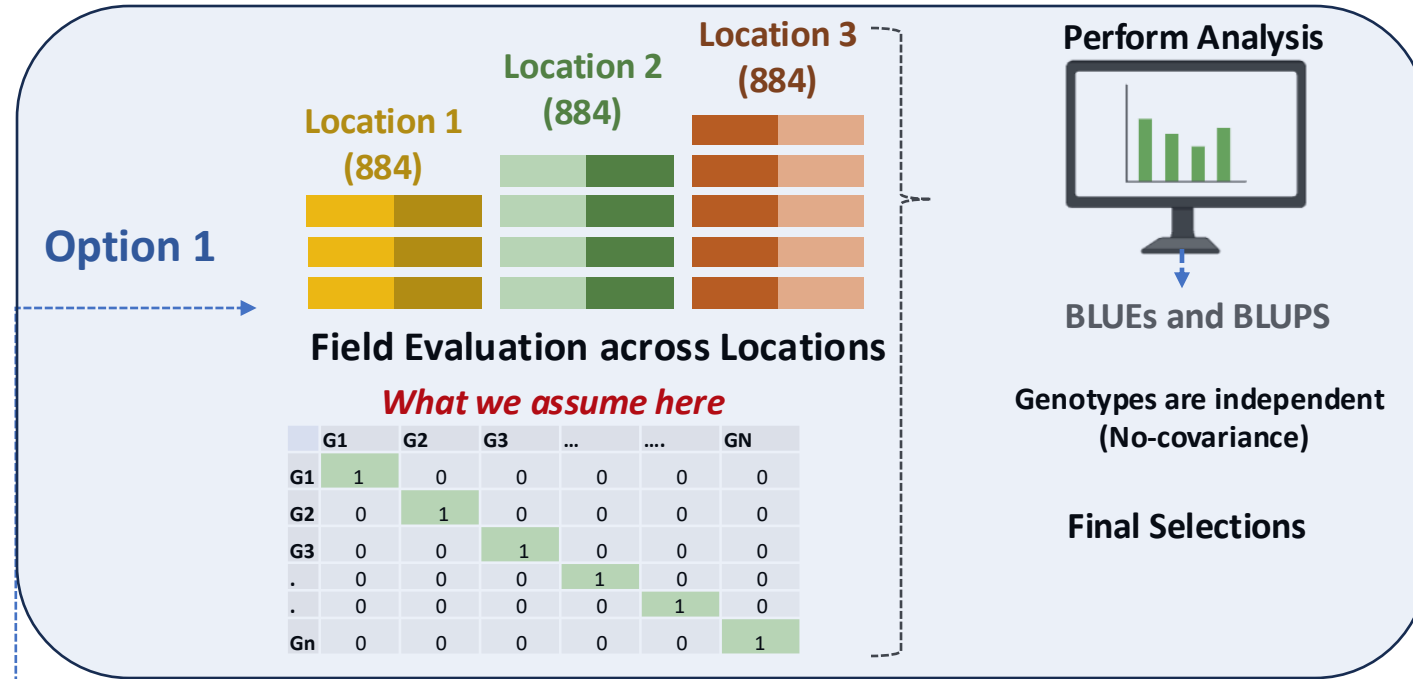 Option 1
Location 1
(884)
Location 2
(884)
Location 3
(884)
Field Evaluation across Locations
What we assume here
G1 G2 G3 ... .... GN
G1 1 0 0 0 0 0
G2 0 1 0 0 0 0
G3 0 0 1 0 0 0
. 0 0 0 1 0 0
. 0 0 0 0 1 0
Gn 0 0 0 0 0 1
Perform Analysis
BLUEs and BLUPS
Genotypes are independent
(No-covariance)
Final Selections